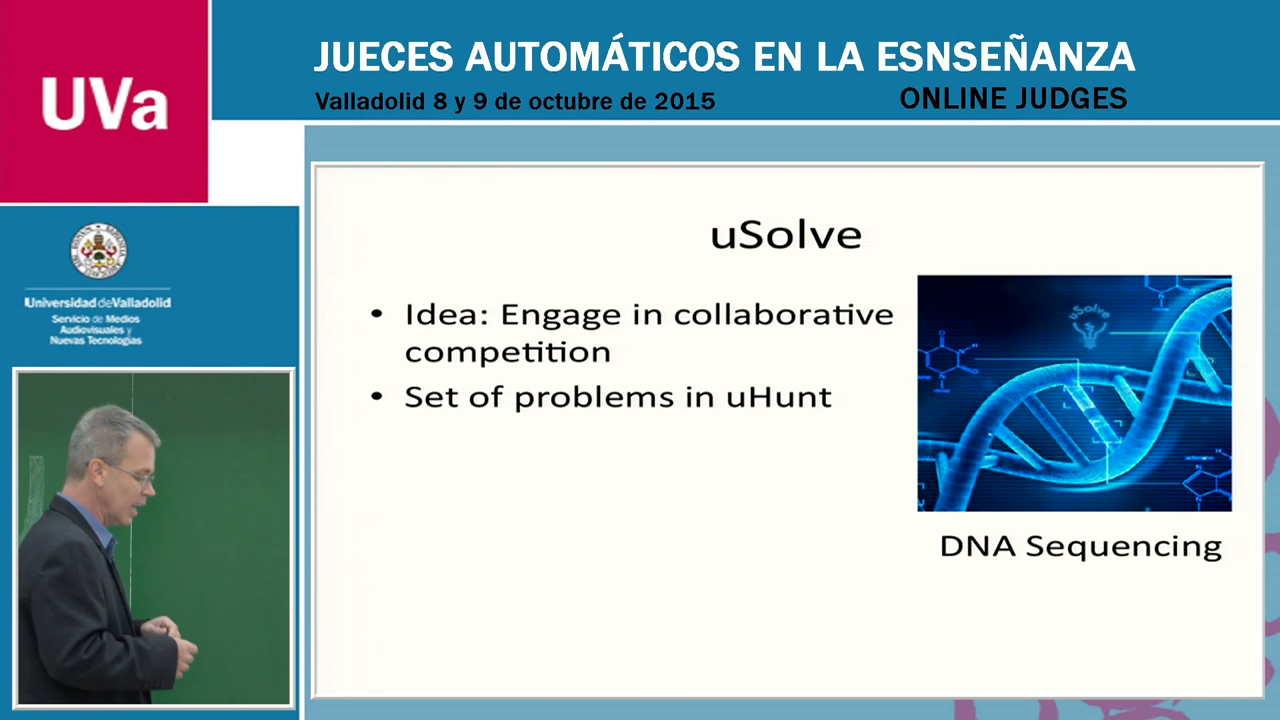 UVa
JUECES AUTOMÁTICOS EN LA ESNSEÑANZA
Valladolid 8 y 9 de octubre de 2015
ONLINE JUDGES
Universidad de Valladolid
Servicio de Medios
Audiovisuales y
Nuevas Tecnologías
uSolve
• Idea: Engage in collaborative
competition
• Set of problems in uHunt
uSolve
DNA Sequencing